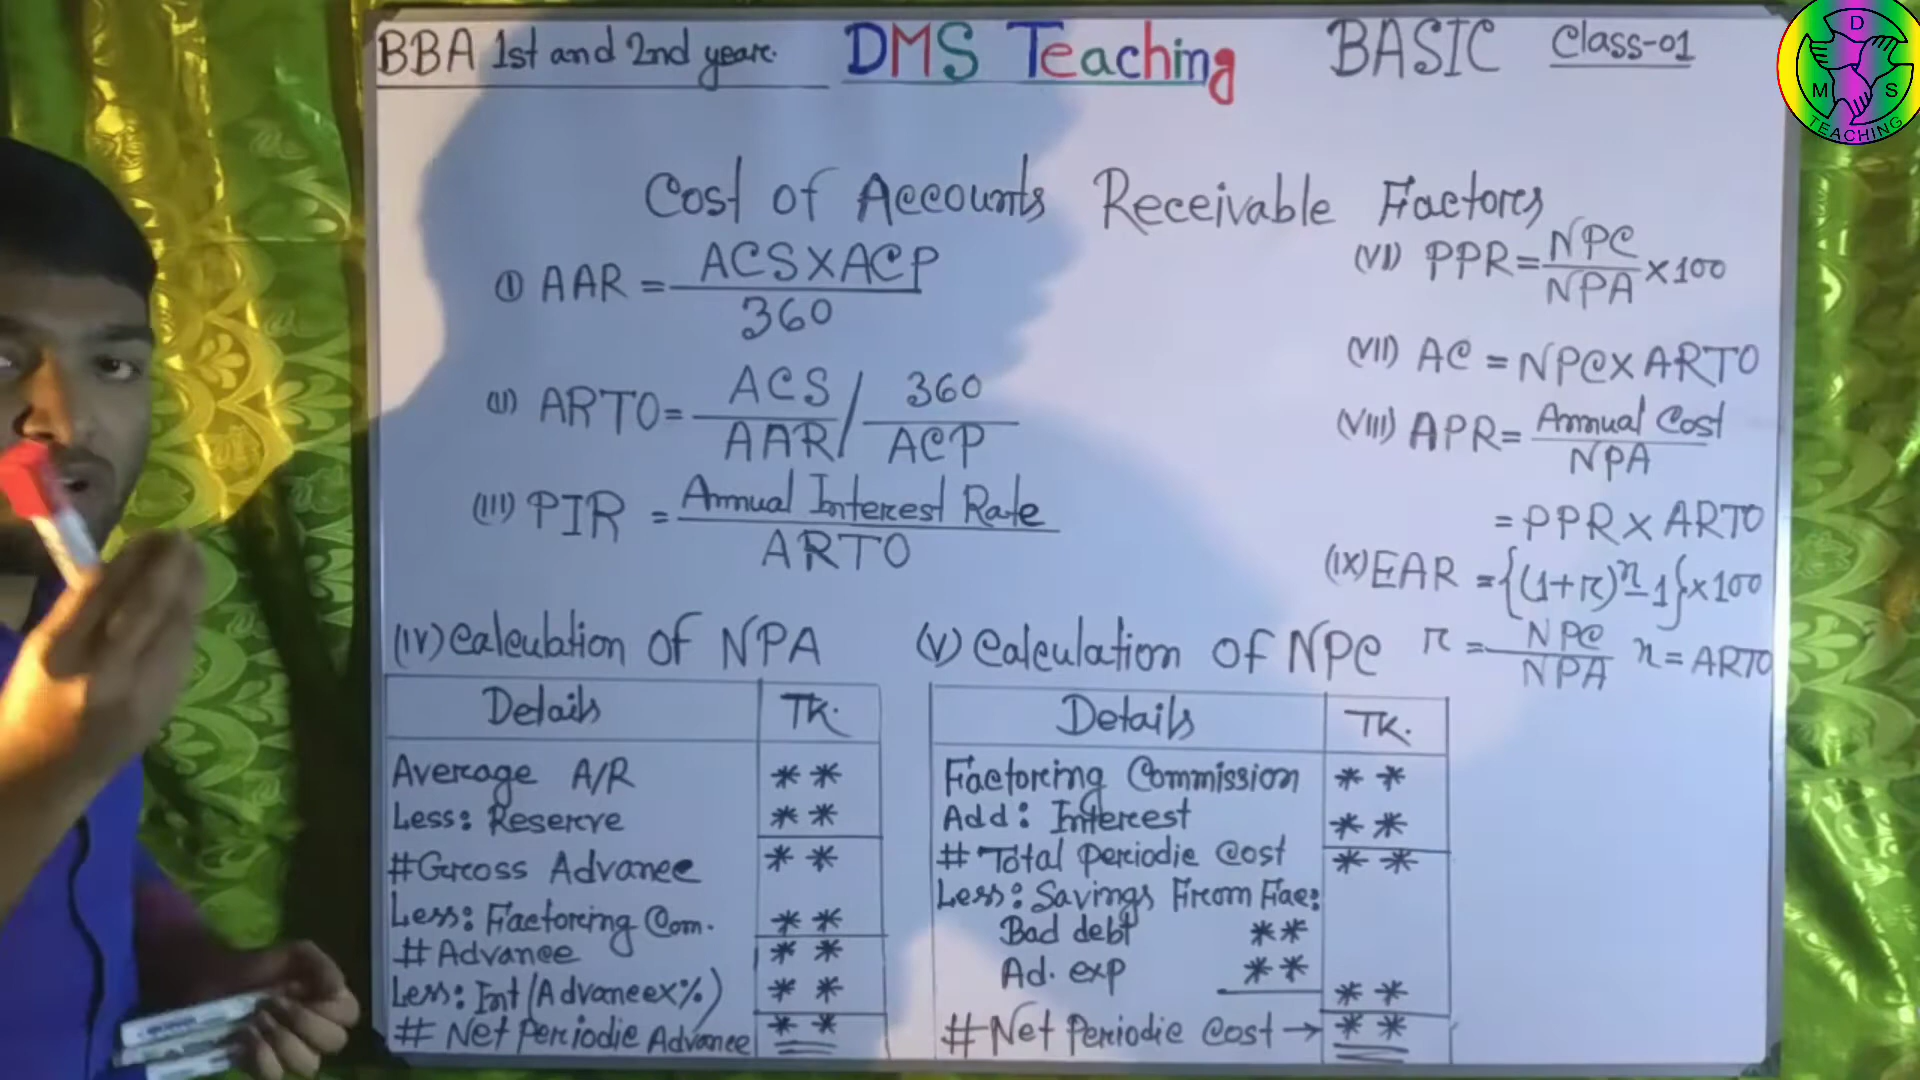 BBA 1st and 2nd year.
DMS Teaching
BASIC Class-01
D M S
TEACHING
Cost of Accounts Receivable Factors
(I) AAR = ACS X ACP / 360
(II) ARTO = ACS / AAR / 360 / ACP
(III) PIR = Annual Interest Rate / ARTO
(IV) Calculation of NPA
Details TK.
Average A/R **
Less: Reserve **
# Gross Advance **
Less: Factoring Com. **
# Advance **
Less: Int (Advance x %) **
# Net Periodic Advance **
(V) Calculation of NPC
Details TK.
Factoring Commission **
Add: Interest **
# Total Periodic Cost **
Less: Savings From Fac:
Bad debt **
Ad. exp ** **
# Net Periodic Cost → **
(VI) PPR = NPC / NPA × 100
(VII) AC = NPC X ARTO
(VIII) APR = Annual Cost / NPA
= PPR X ARTO
(IX) EAR = {(1+r)^n - 1} × 100
r = NPC / NPA n = ARTO